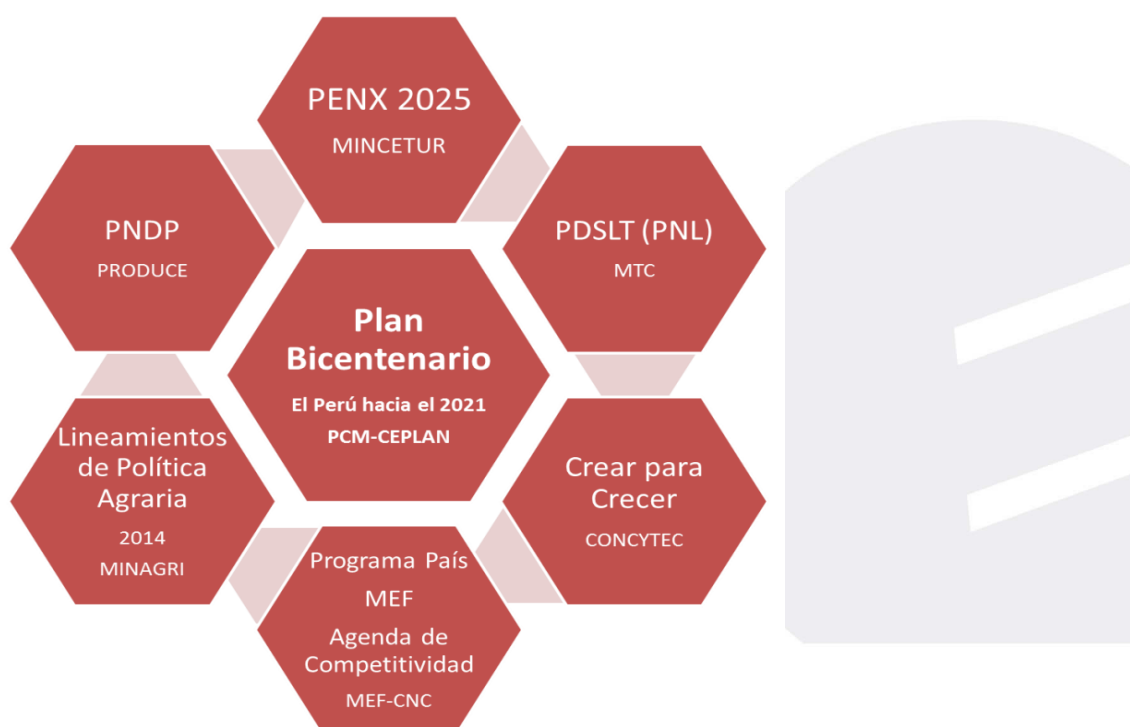 PENX 2025
MINCETUR
PNDP
PRODUCE
PDSLT (PNL)
MTC
Plan
Bicentenario
El Perú hacia el 2021
PCM-CEPLAN
Lineamientos
de Política
Agraria
2014
MINAGRI
Crear para
Crecer
CONCYTEC
Programa País
MEF
Agenda de
Competitividad
MEF-CNC